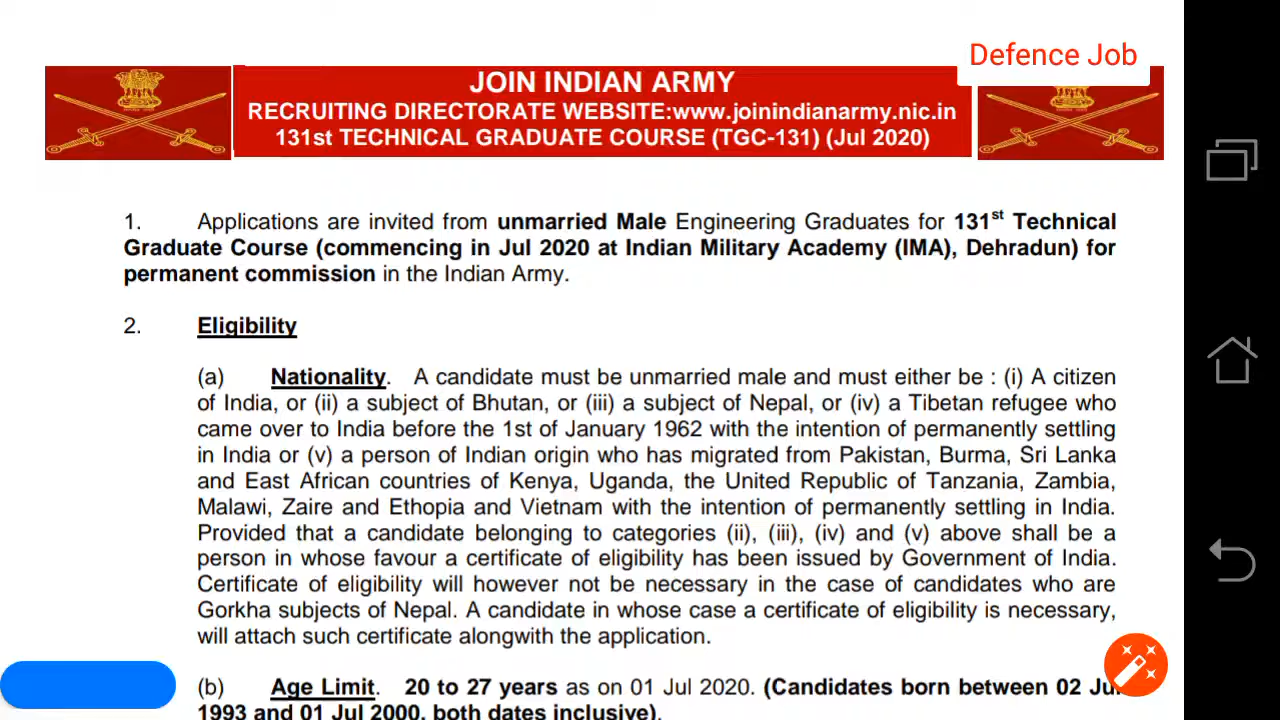 Defence Job
JOIN INDIAN ARMY
RECRUITING DIRECTORATE WEBSITE:www.joinindianarmy.nic.in
131st TECHNICAL GRADUATE COURSE (TGC-131) (Jul 2020)
1. Applications are invited from unmarried Male Engineering Graduates for 131st Technical
Graduate Course (commencing in Jul 2020 at Indian Military Academy (IMA), Dehradun) for
permanent commission in the Indian Army.
2. Eligibility
(a) Nationality. A candidate must be unmarried male and must either be : (i) A citizen
of India, or (ii) a subject of Bhutan, or (iii) a subject of Nepal, or (iv) a Tibetan refugee who
came over to India before the 1st of January 1962 with the intention of permanently settling
in India or (v) a person of Indian origin who has migrated from Pakistan, Burma, Sri Lanka
and East African countries of Kenya, Uganda, the United Republic of Tanzania, Zambia,
Malawi, Zaire and Ethopia and Vietnam with the intention of permanently settling in India.
Provided that a candidate belonging to categories (ii), (iii), (iv) and (v) above shall be a
person in whose favour a certificate of eligibility has been issued by Government of India.
Certificate of eligibility will however not be necessary in the case of candidates who are
Gorkha subjects of Nepal. A candidate in whose case a certificate of eligibility is necessary,
will attach such certificate alongwith the application.
(b) Age Limit. 20 to 27 years as on 01 Jul 2020. (Candidates born between 02 Jul
1993 and 01 Jul 2000, both dates inclusive).